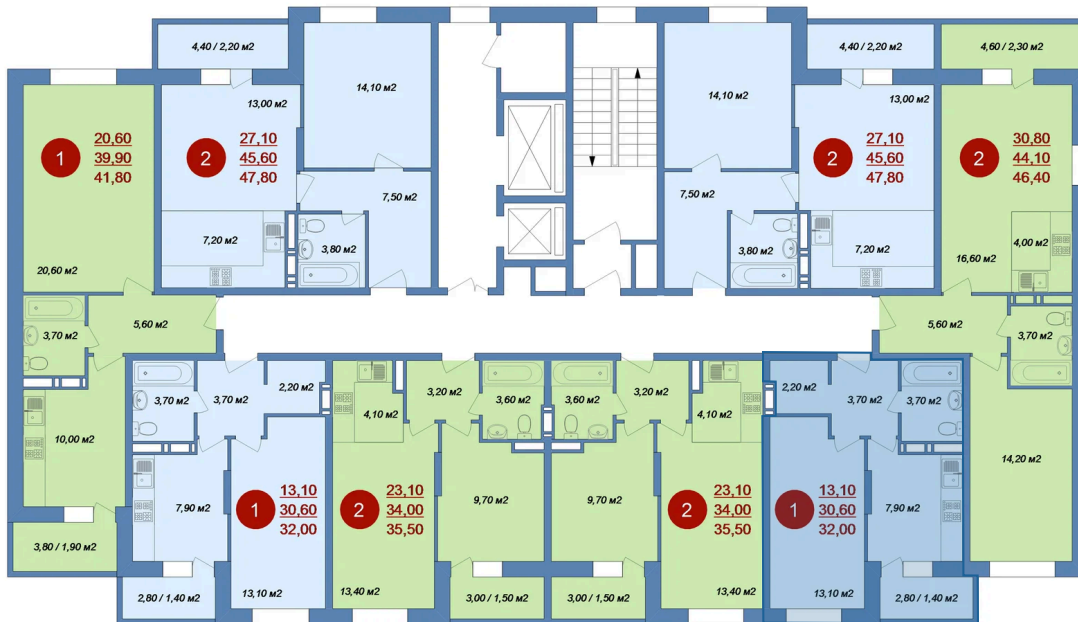 4,40 / 2,20 м2
13,00 м2
14,10 м2
1
20,60
39,90
41,80
2
27,10
45,60
47,80
7,50 м2
7,20 м2
3,80 м2
20,60 м2
14,10 м2
4,40 / 2,20 м2
4,60 / 2,30 м2
13,00 м2
2
27,10
45,60
47,80
2
30,80
44,10
46,40
7,50 м2
3,80 м2
7,20 м2
4,00 м2
16,60 м2
3,70 м2
5,60 м2
5,60 м2
3,70 м2
3,70 м2
3,70 м2
2,20 м2
4,10 м2
3,20 м2
3,60 м2
3,60 м2
3,20 м2
4,10 м2
2,20 м2
3,70 м2
3,70 м2
10,00 м2
7,90 м2
1
13,10
30,60
32,00
2
23,10
34,00
35,50
9,70 м2
9,70 м2
2
23,10
34,00
35,50
1
13,10
30,60
32,00
7,90 м2
14,20 м2
3,80 / 1,90 м2
2,80 / 1,40 м2
13,10 м2
13,40 м2
3,00 / 1,50 м2
3,00 / 1,50 м2
13,40 м2
13,10 м2
2,80 / 1,40 м2